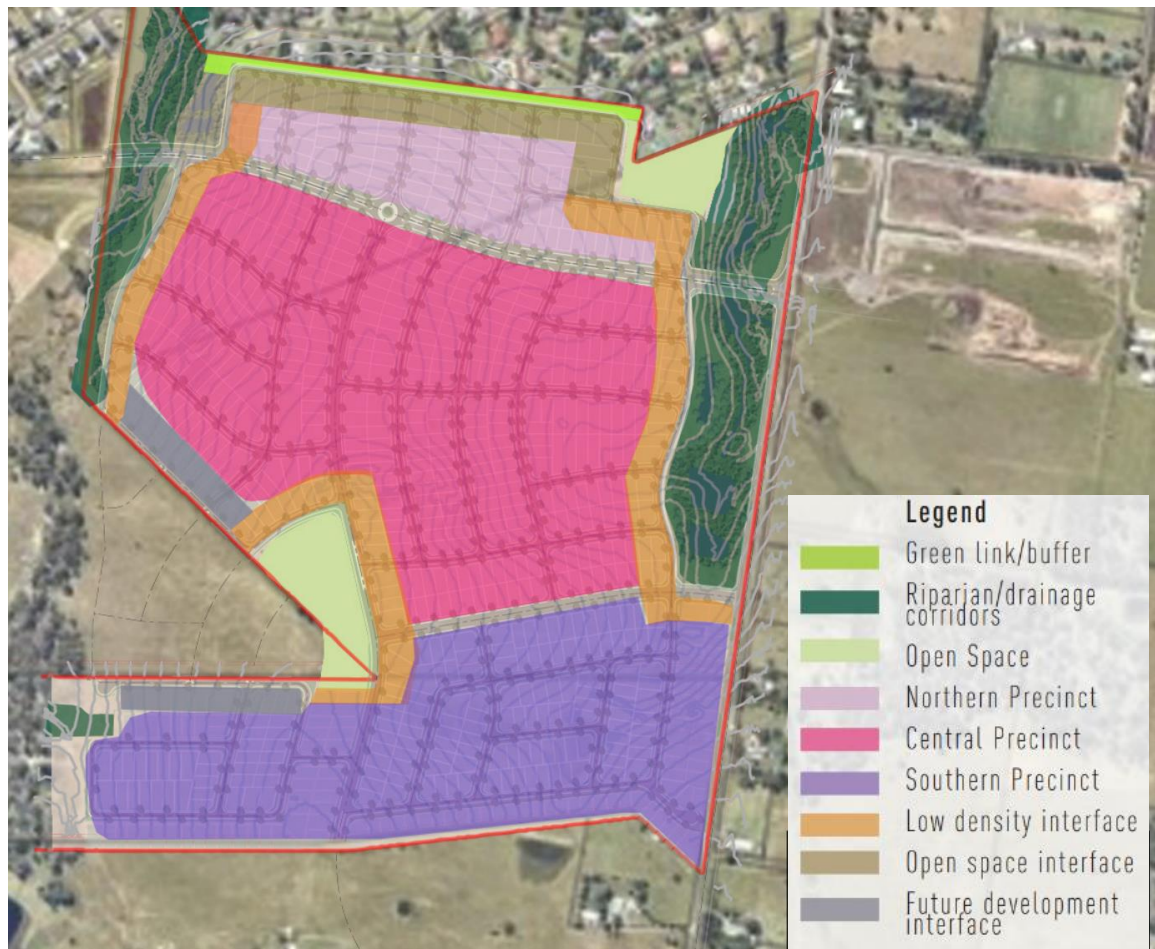 Legend
Green link/buffer
Riparian/drainage
corridors
Open Space
Northern Precinct
Central Precinct
Southern Precinct
Low density interface
Open space interface
Future development
interface